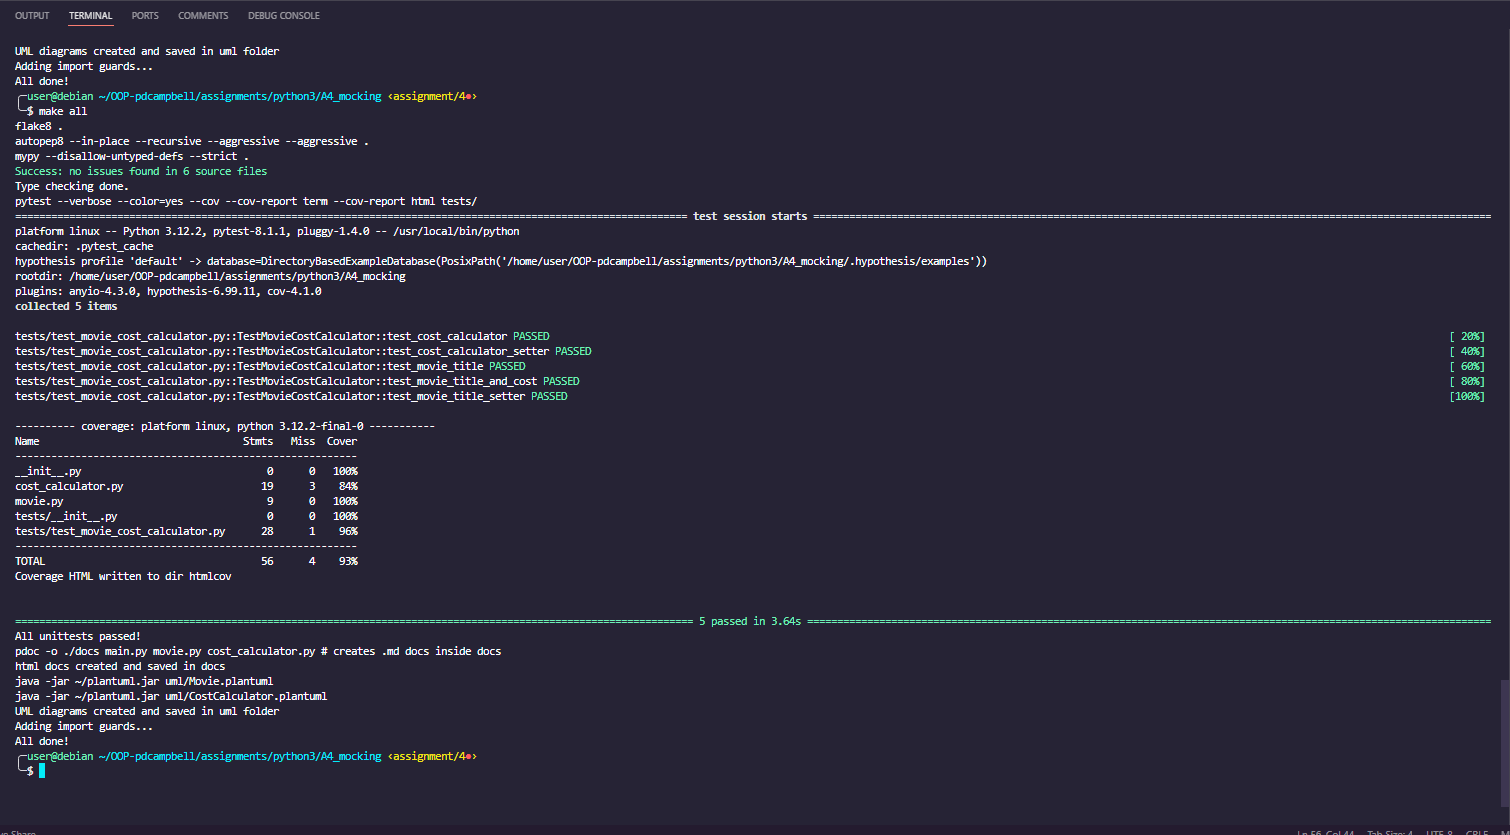 OUTPUT TERMINAL PORTS COMMENTS DEBUG CONSOLE
UML diagrams created and saved in uml folder
Adding import guards...
All done!
user@debian ~/OOP-pdcampbell/assignments/python3/A4_mocking ‹assignment/4●›
$ make all
flake8 .
autopep8 --in-place --recursive --aggressive --aggressive .
mypy --disallow-untyped-defs --strict .
Success: no issues found in 6 source files
Type checking done.
pytest --verbose --color=yes --cov --cov-report term --cov-report html tests/
test session starts
platform linux -- Python 3.12.2, pytest-8.1.1, pluggy-1.4.0 -- /usr/local/bin/python
cachedir: .pytest_cache
hypothesis profile 'default' -> database=DirectoryBasedExampleDatabase(PosixPath('/home/user/OOP-pdcampbell/assignments/python3/A4_mocking/.hypothesis/examples'))
rootdir: /home/user/OOP-pdcampbell/assignments/python3/A4_mocking
plugins: anyio-4.3.0, hypothesis-6.99.11, cov-4.1.0
collected 5 items
tests/test_movie_cost_calculator.py::TestMovieCostCalculator::test_cost_calculator PASSED [ 20%]
tests/test_movie_cost_calculator.py::TestMovieCostCalculator::test_cost_calculator_setter PASSED [ 40%]
tests/test_movie_cost_calculator.py::TestMovieCostCalculator::test_movie_title PASSED [ 60%]
tests/test_movie_cost_calculator.py::TestMovieCostCalculator::test_movie_title_and_cost PASSED [ 80%]
tests/test_movie_cost_calculator.py::TestMovieCostCalculator::test_movie_title_setter PASSED [100%]
---------- coverage: platform linux, python 3.12.2-final-0 -----------
Name Stmts Miss Cover
---------------------------------------------------------
__init__.py 0 0 100%
cost_calculator.py 19 3 84%
movie.py 9 0 100%
tests/__init__.py 0 0 100%
tests/test_movie_cost_calculator.py 28 1 96%
---------------------------------------------------------
TOTAL 56 4 93%
Coverage HTML written to dir htmlcov
5 passed in 3.64s
All unittests passed!
pdoc -o ./docs main.py movie.py cost_calculator.py # creates .md docs inside docs
html docs created and saved in docs
java -jar ~/plantuml.jar uml/Movie.plantuml
java -jar ~/plantuml.jar uml/CostCalculator.plantuml
UML diagrams created and saved in uml folder
Adding import guards...
All done!
user@debian ~/OOP-pdcampbell/assignments/python3/A4_mocking ‹assignment/4●›
$
Share Ln 56, Col 44 Tab Size: 4 UTF-8 CRLF